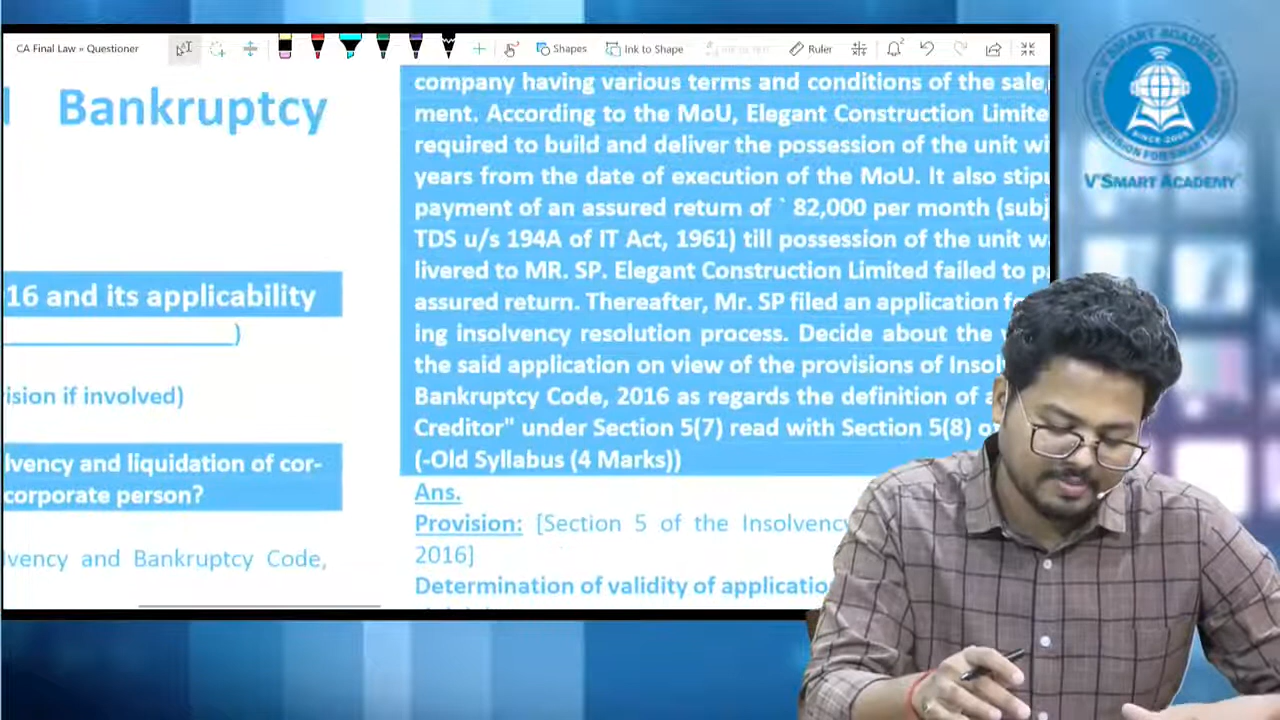 CA Final Law » Questioner
Shapes
Ink to Shape
Ruler
Bankruptcy
16 and its applicability
)
ision if involved)
lvency and liquidation of cor-
corporate person?
lvency and Bankruptcy Code,
company having various terms and conditions of the sale,
ment. According to the MoU, Elegant Construction Limite
required to build and deliver the possession of the unit wi
years from the date of execution of the MoU. It also stipu
payment of an assured return of ` 82,000 per month (subj
TDS u/s 194A of IT Act, 1961) till possession of the unit w
livered to MR. SP. Elegant Construction Limited failed to p
assured return. Thereafter, Mr. SP filed an application f
ing insolvency resolution process. Decide about the
the said application on view of the provisions of Insol
Bankruptcy Code, 2016 as regards the definition of a
Creditor" under Section 5(7) read with Section 5(8) o
(-Old Syllabus (4 Marks))
Ans.
Provision: [Section 5 of the Insolvency
2016]
Determination of validity of applicatio
V'SMART ACADEMY
SINCE 2005
V'SMART ACADEMY